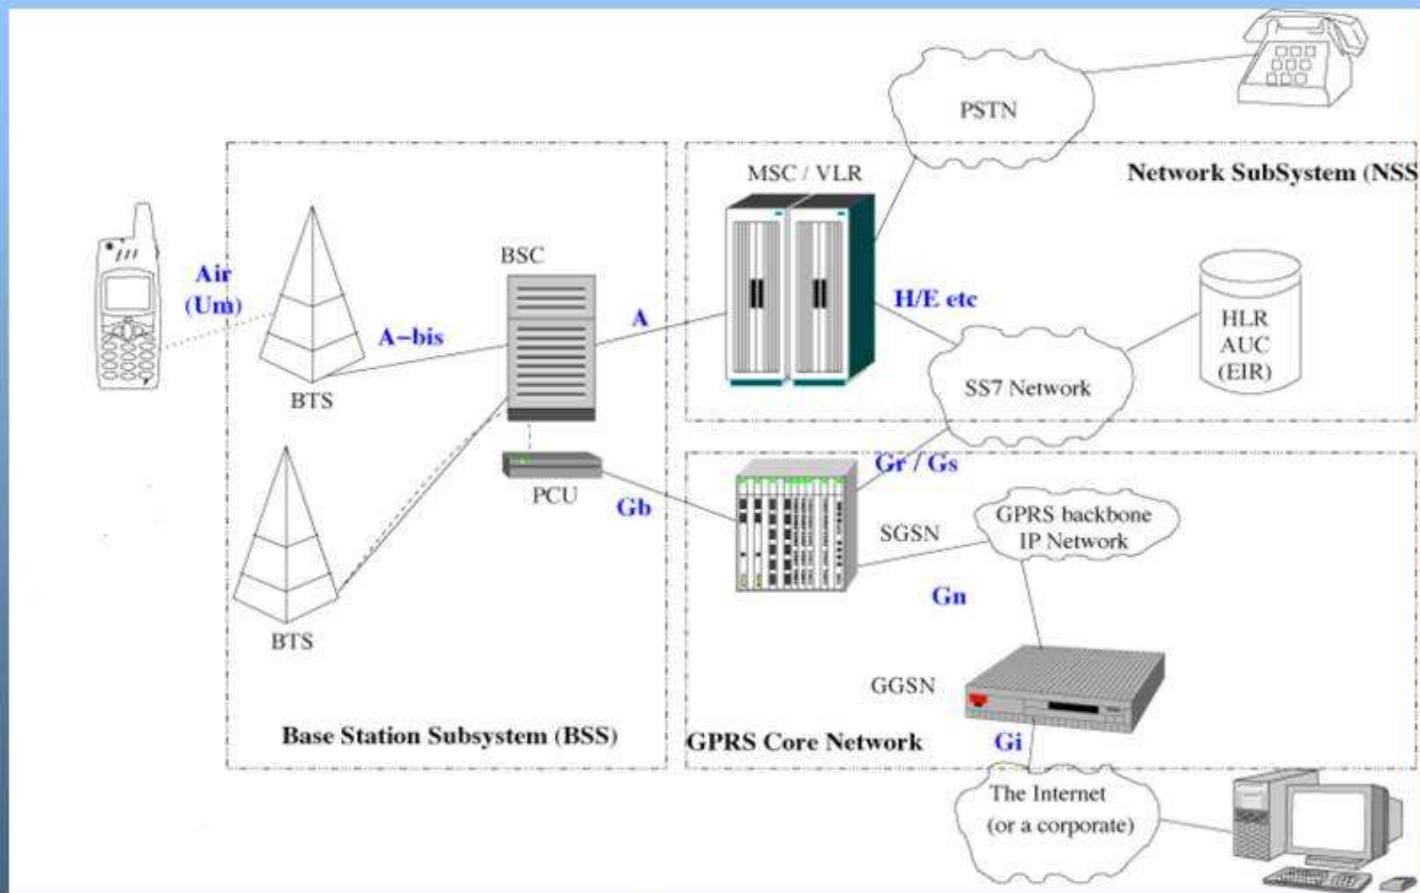 PSTN
MSC / VLR
Network SubSystem (NSS
BSC
Air
(Um)
A-bis
A
H/E etc
HLR
AUC
(EIR)
SS7 Network
BTS
Gr / Gs
PCU
Gb
SGSN
GPRS backbone
IP Network
Gn
BTS
GGSN
Base Station Subsystem (BSS)
GPRS Core Network
Gi
The Internet
(or a corporate)